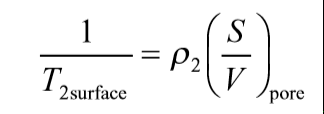 1/T₂surface = ρ₂(S/V)pore